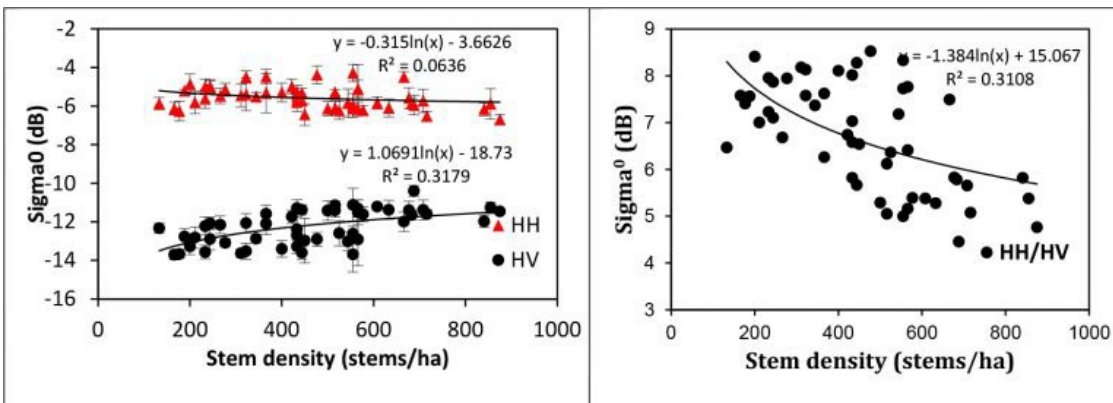 -2
-4
-6
-8
-10
-12
-14
-16
Sigma0 (dB)
y = -0.315ln(x) - 3.6626
R² = 0.0636
y = 1.0691ln(x) - 18.73
R² = 0.3179
HH
HV
0 200 400 600 800 1000
Stem density (stems/ha)
9
8
7
6
5
4
3
Sigma⁰ (dB)
y = -1.384ln(x) + 15.067
R² = 0.3108
HH/HV
0 200 400 600 800 1000
Stem density (stems/ha)